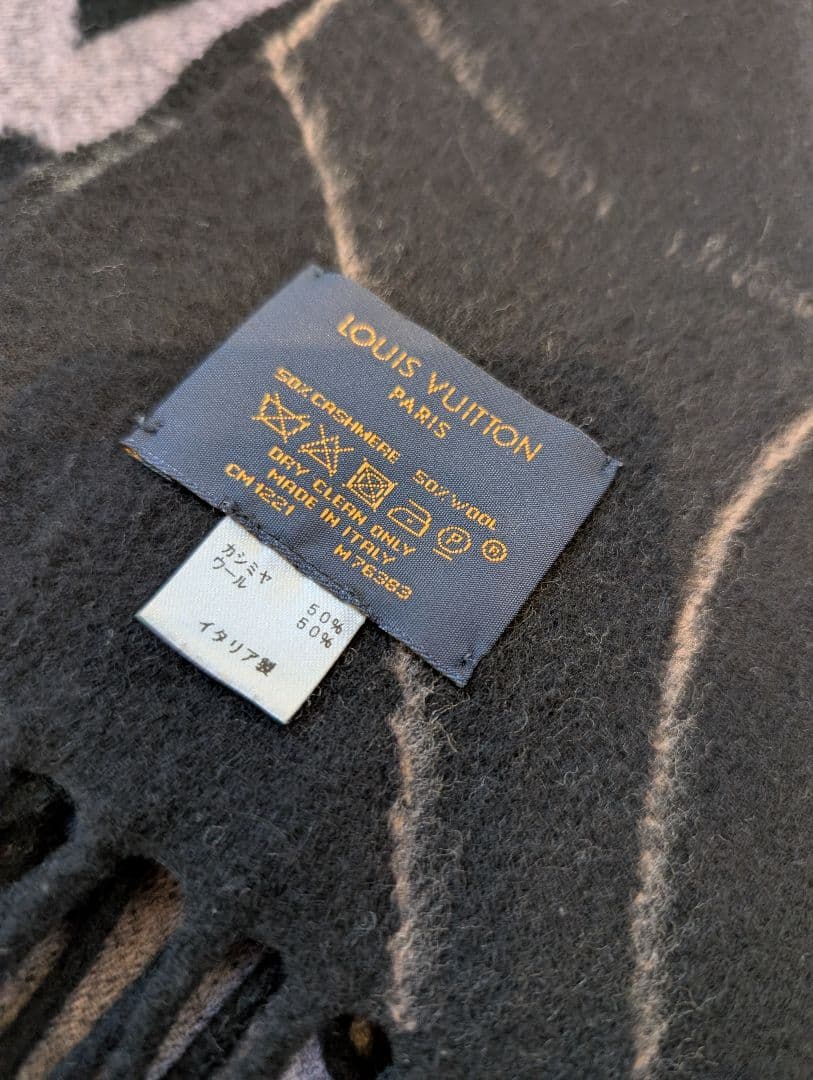 LOUIS VUITTON
PARIS
50% CASHMERE 50% WOOL
P ®
DRY CLEAN ONLY
MADE IN ITALY
CM1221 M76383
カシミヤ 50%
ウール 50%
イタリア製